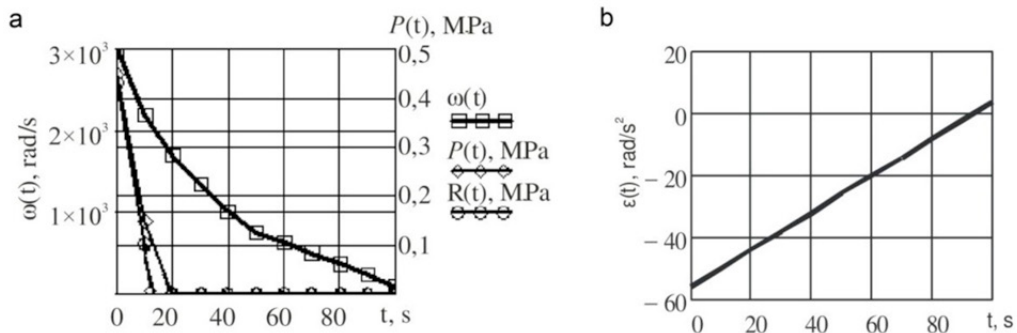 a
P(t), MPa
3×10³
2×10³
1×10³
ω(t), rad/s
0,5
0,4
0,3
0,2
0,1
0 20 40 60 80 t, s
ω(t)
P(t), MPa
R(t), MPa
b
20
0
−20
−40
−60
ε(t), rad/s²
0 20 40 60 80 t, s